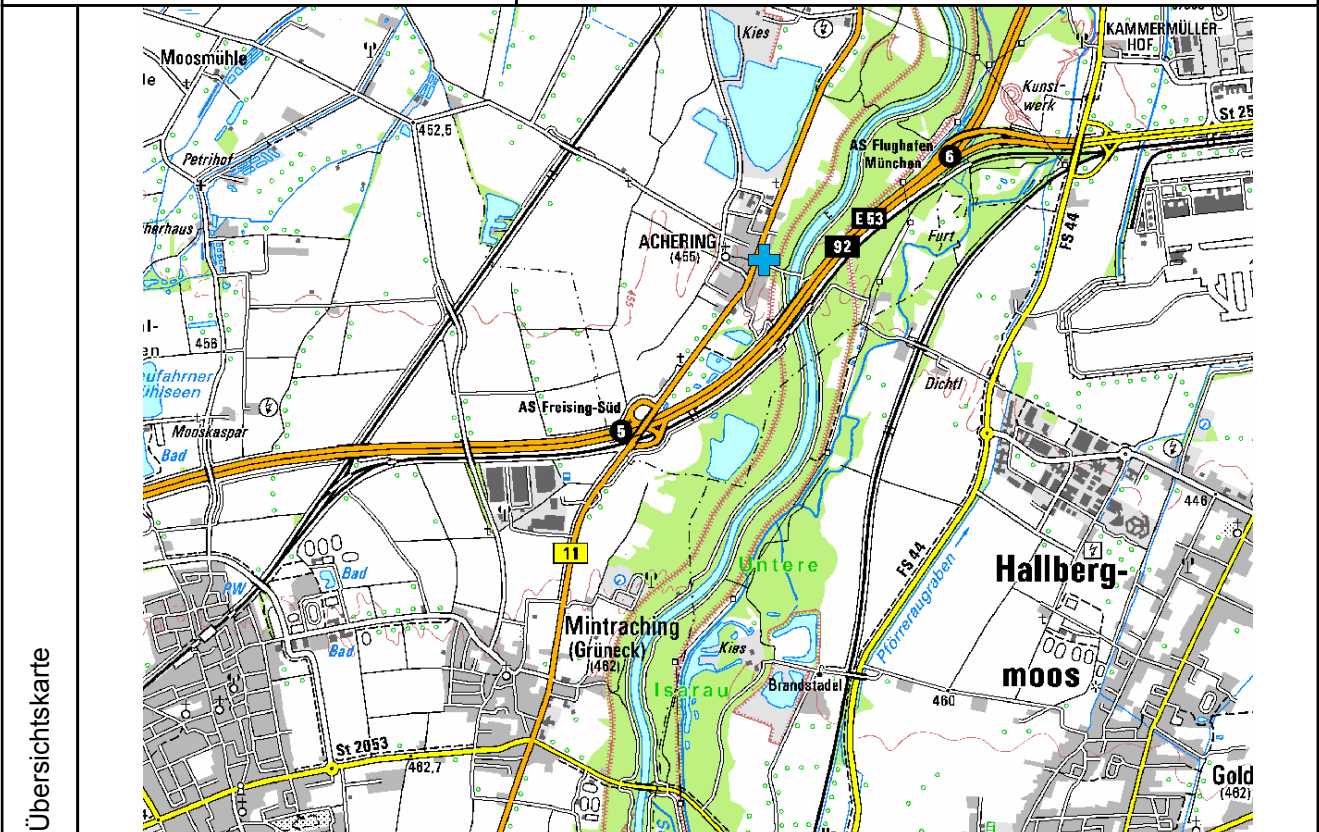 Übersichtskarte
Moosmühle
Kies
KAMMERMÜLLER-
HOF
Kunst-
werk
452,5
St 25
AS Flughafen
München
6
Petrihof
E 53
92
Furt
FS 44
ACHERING
(455)
455
456
AS Freising-Süd
5
Dichtl
Mooskaspar
Bad
446
11
Hallberg-
moos
FS 44
Pförreraugraben
Untere
Isarau
PW
Bad
Bad
Mintraching
(Grüneck)
(462)
Kies
Brandstadel
460
St 2053
462,7
Gold
(462)